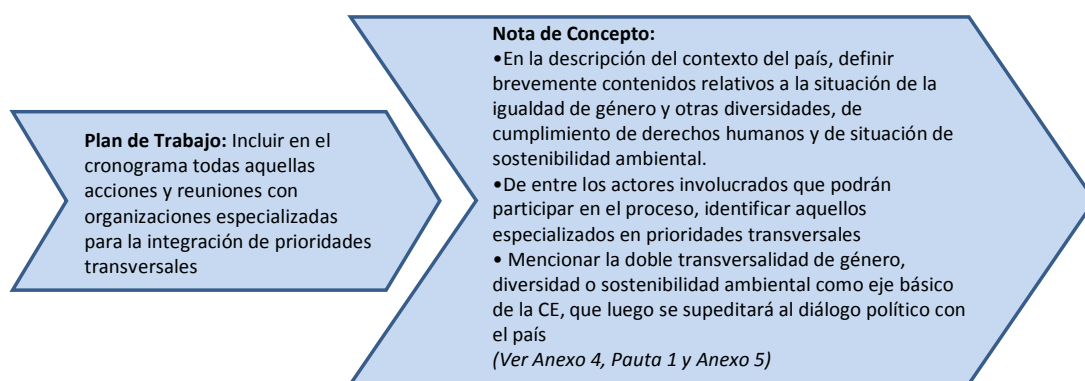 Plan de Trabajo: Incluir en el
cronograma todas aquellas
acciones y reuniones con
organizaciones especializadas
para la integración de prioridades
transversales
Nota de Concepto:
•En la descripción del contexto del país, definir
brevemente contenidos relativos a la situación de la
igualdad de género y otras diversidades, de
cumplimiento de derechos humanos y de situación de
sostenibilidad ambiental.
•De entre los actores involucrados que podrán
participar en el proceso, identificar aquellos
especializados en prioridades transversales
• Mencionar la doble transversalidad de género,
diversidad o sostenibilidad ambiental como eje básico
de la CE, que luego se supeditará al diálogo político con
el país
(Ver Anexo 4, Pauta 1 y Anexo 5)